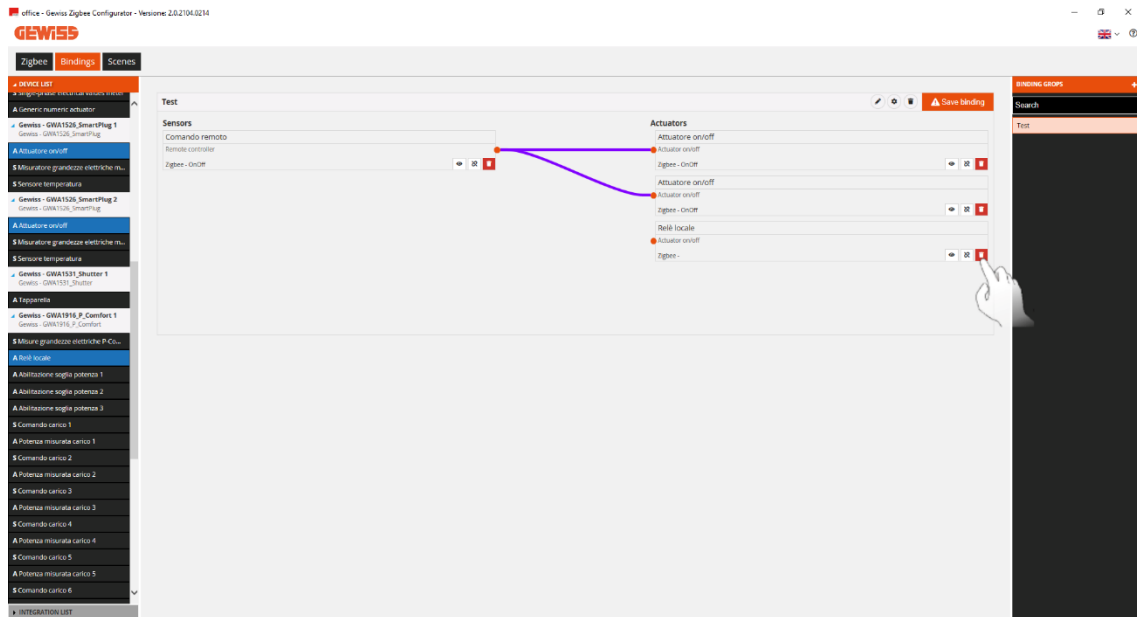 office - Gewiss Zigbee Configurator - Versione: 2.0.2104.0214
GEWISS
Zigbee Bindings Scenes
DEVICE LIST
S Single-phase electrical values meter
A Generic numeric actuator
Gewiss - GWA1526_SmartPlug 1
Gewiss - GWA1526_SmartPlug
A Attuatore on/off
S Misuratore grandezze elettriche m...
S Sensore temperatura
Gewiss - GWA1526_SmartPlug 2
Gewiss - GWA1526_SmartPlug
A Attuatore on/off
S Misuratore grandezze elettriche m...
S Sensore temperatura
Gewiss - GWA1531_Shutter 1
Gewiss - GWA1531_Shutter
A Tapparella
Gewiss - GWA1916_P_Comfort 1
Gewiss - GWA1916_P_Comfort
S Misure grandezze elettriche P-Co...
A Relè locale
A Abilitazione soglia potenza 1
A Abilitazione soglia potenza 2
A Abilitazione soglia potenza 3
S Comando carico 1
A Potenza misurata carico 1
S Comando carico 2
A Potenza misurata carico 2
S Comando carico 3
A Potenza misurata carico 3
S Comando carico 4
A Potenza misurata carico 4
S Comando carico 5
A Potenza misurata carico 5
S Comando carico 6
INTEGRATION LIST
Test
Save binding
Sensors
Comando remoto
Remote controller
Zigbee - OnOff
Actuators
Attuatore on/off
Actuator on/off
Zigbee - OnOff
Attuatore on/off
Actuator on/off
Zigbee - OnOff
Relè locale
Actuator on/off
Zigbee -
BINDING GROPS +
Search
Test